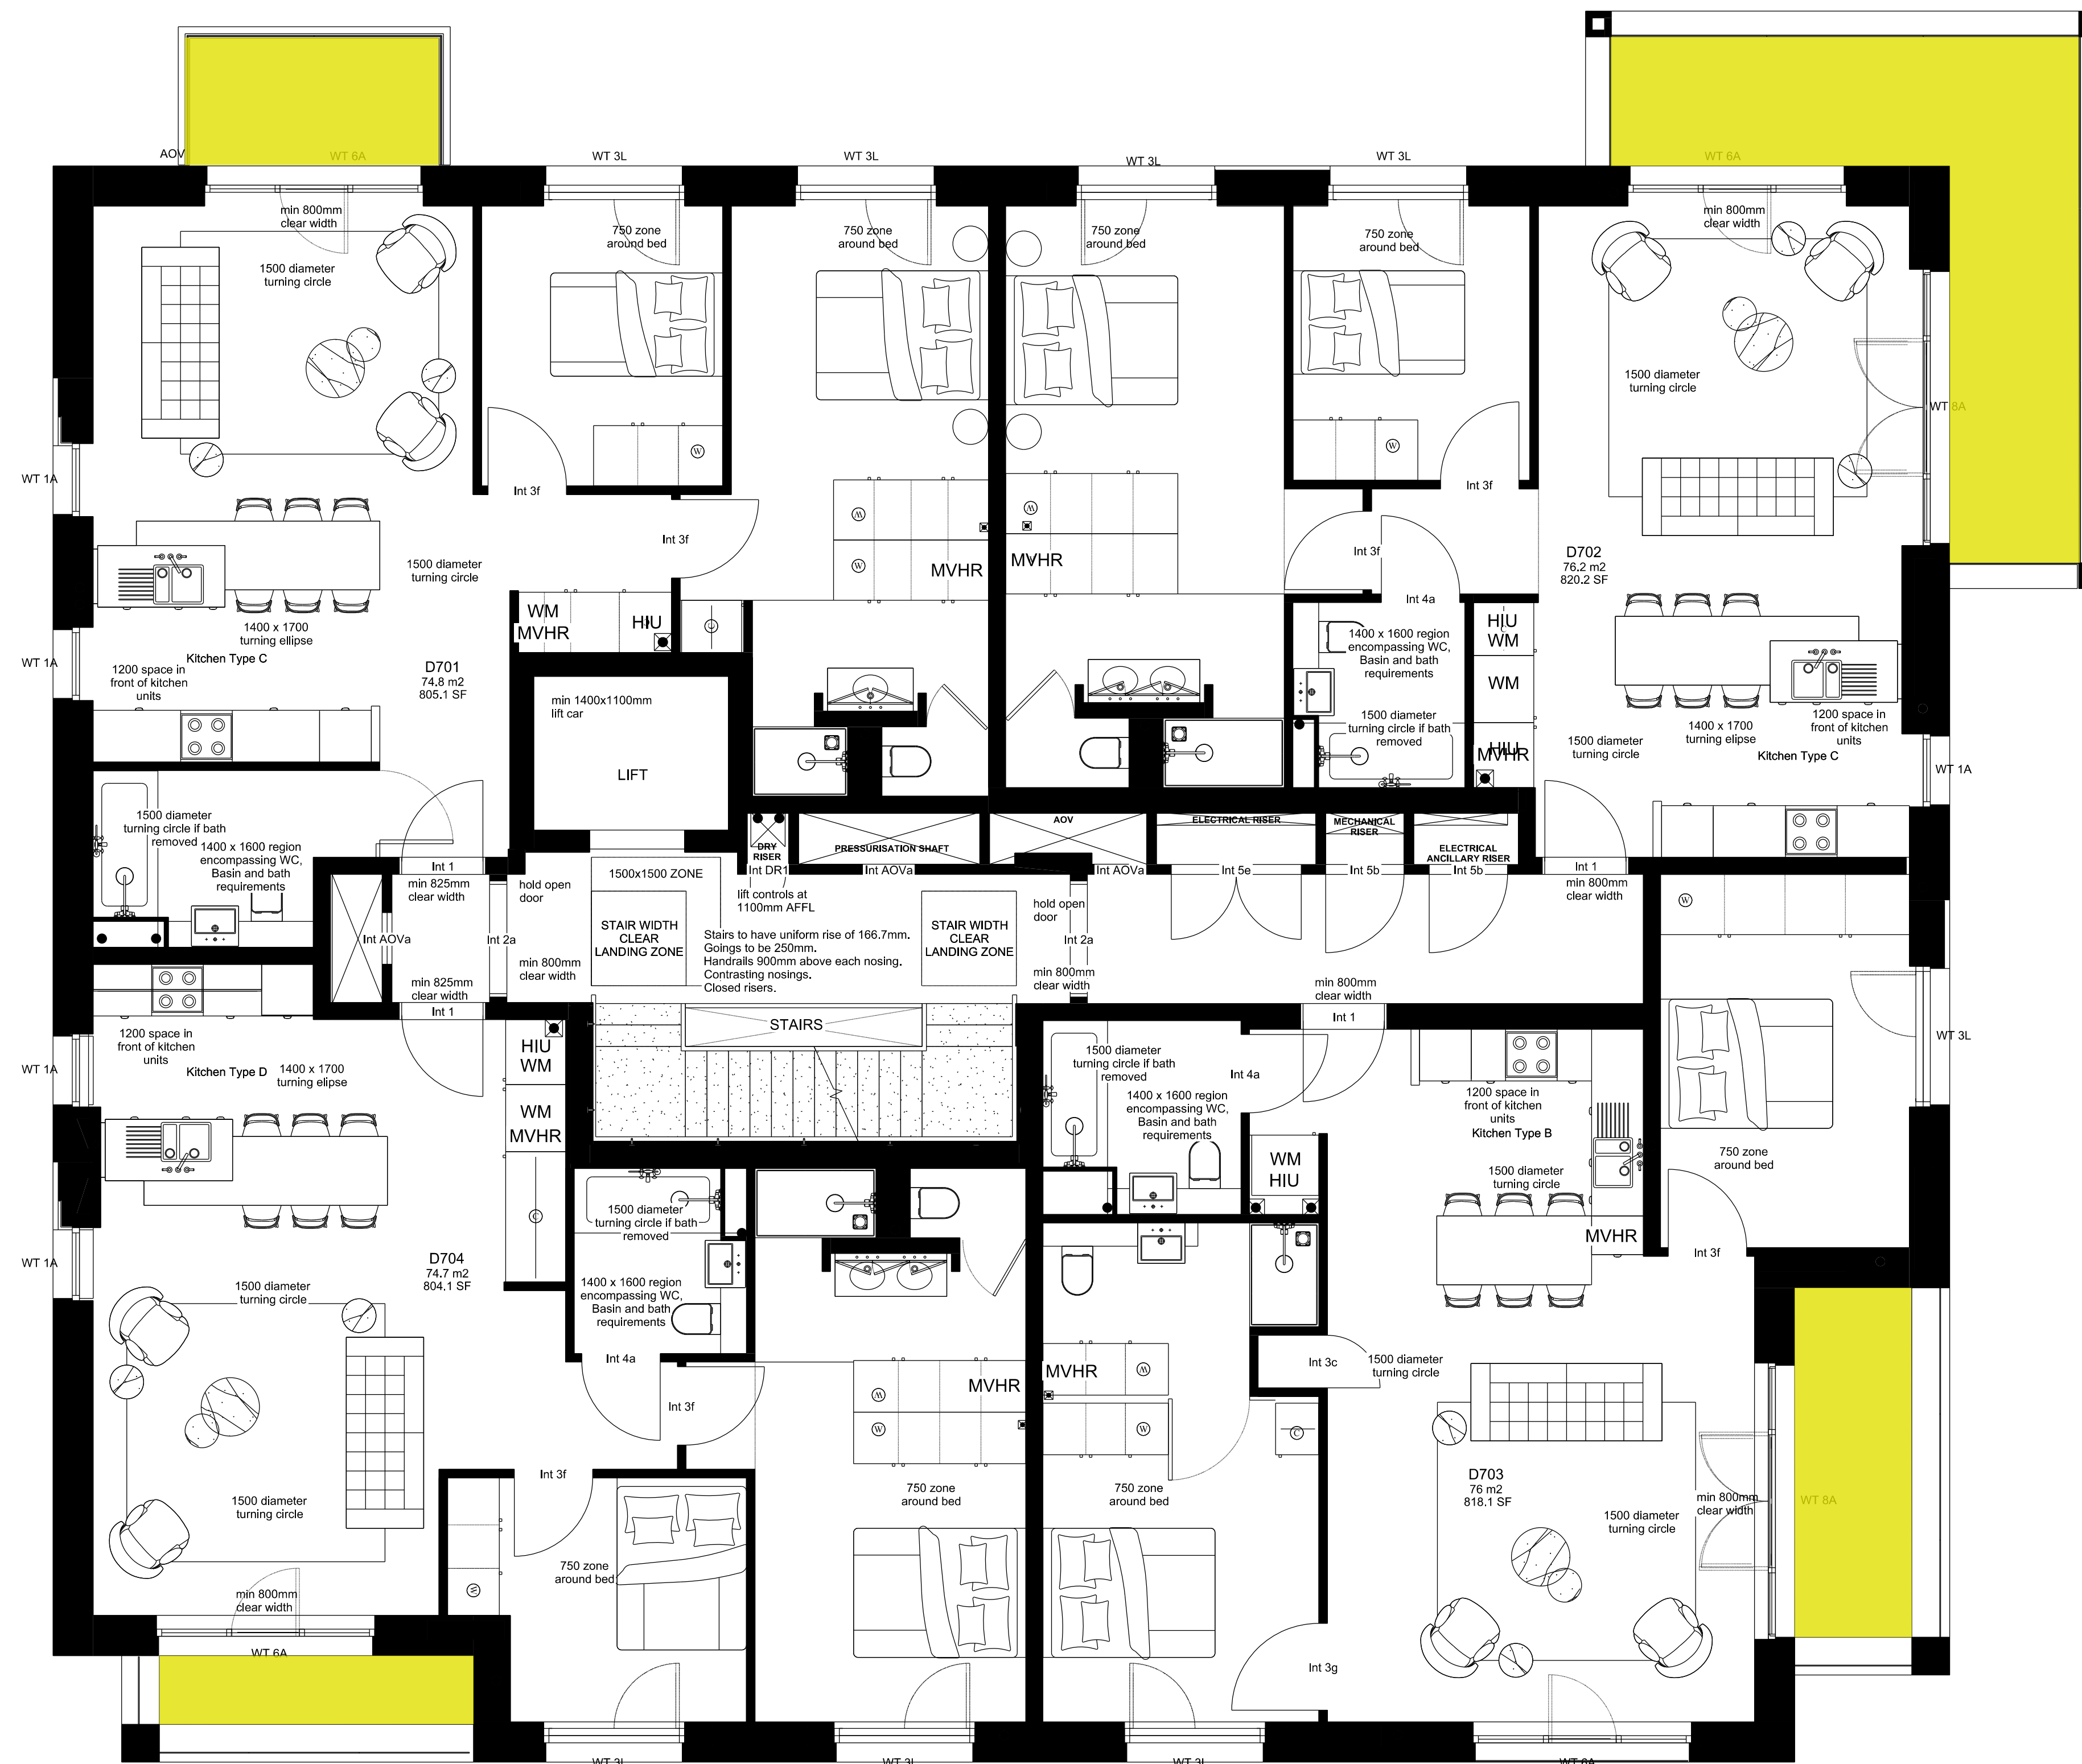 AOV
WT 6A
WT 3L
WT 3L
WT 3L
WT 3L
WT 6A
min 800mm
clear width
1500 diameter
turning circle
750 zone
around bed
750 zone
around bed
750 zone
around bed
750 zone
around bed
min 800mm
clear width
1500 diameter
turning circle
WT 8A
WT 1A
W
Int 3f
W
W
MVHR
Int 3f
1500 diameter
turning circle
W
MVHR
W
Int 3f
Int 3f
D702
76.2 m2
820.2 SF
Int 4a
1400 x 1700
turning ellipse
Kitchen Type C
WT 1A
1200 space in
front of kitchen
units
D701
74.8 m2
805.1 SF
WM
MVHR
HIU
C
min 1400x1100mm
lift car
LIFT
1400 x 1600 region
encompassing WC,
Basin and bath
requirements
1500 diameter
turning circle if bath
removed
HIU
WM
WM
HIU
MVHR
1500 diameter
turning circle
1400 x 1700
turning elipse
1200 space in
front of kitchen
units
Kitchen Type C
WT 1A
1500 diameter
turning circle if bath
removed
1400 x 1600 region
encompassing WC,
Basin and bath
requirements
Int 1
min 825mm
clear width
hold open
door
1500x1500 ZONE
DRY
RISER
Int DR1
lift controls at
1100mm AFFL
PRESSURISATION SHAFT
Int AOVa
AOV
Int AOVa
ELECTRICAL RISER
Int 5e
MECHANICAL
RISER
Int 5b
ELECTRICAL
ANCILLARY RISER
Int 5b
Int 1
min 800mm
clear width
W
Int AOVa
Int 2a
min 825mm
clear width
Int 1
min 800mm
clear width
STAIR WIDTH
CLEAR
LANDING ZONE
Stairs to have uniform rise of 166.7mm.
Goings to be 250mm.
Handrails 900mm above each nosing.
Contrasting nosings.
Closed risers.
STAIR WIDTH
CLEAR
LANDING ZONE
hold open
door
Int 2a
min 800mm
clear width
min 800mm
clear width
Int 1
STAIRS
WT 3L
750 zone
around bed
WT 1A
1200 space in
front of kitchen
units
Kitchen Type D
1400 x 1700
turning elipse
HIU
WM
WM
MVHR
C
1500 diameter
turning circle if bath
removed
Int 4a
1400 x 1600 region
encompassing WC,
Basin and bath
requirements
WM
HIU
1200 space in
front of kitchen
units
Kitchen Type B
1500 diameter
turning circle
MVHR
Int 3f
WT 1A
D704
74.7 m2
804.1 SF
1500 diameter
turning circle
1500 diameter
turning circle if bath
removed
1400 x 1600 region
encompassing WC,
Basin and bath
requirements
Int 4a
Int 3f
W
MVHR
W
MVHR
W
W
Int 3c
1500 diameter
turning circle
C
Int 3f
750 zone
around bed
750 zone
around bed
D703
76 m2
818.1 SF
min 800mm
clear width
WT 8A
1500 diameter
turning circle
1500 diameter
turning circle
750 zone
around bed
W
min 800mm
clear width
WT 6A
Int 3g
WT 3L
WT 3L
WT 3L
WT 6A